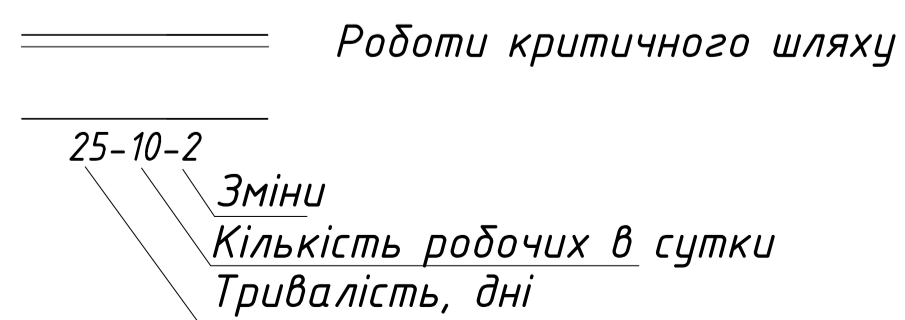 Роботи критичного шляху
25-10-2
Зміни
Кількість робочих в сутки
Тривалість, дні